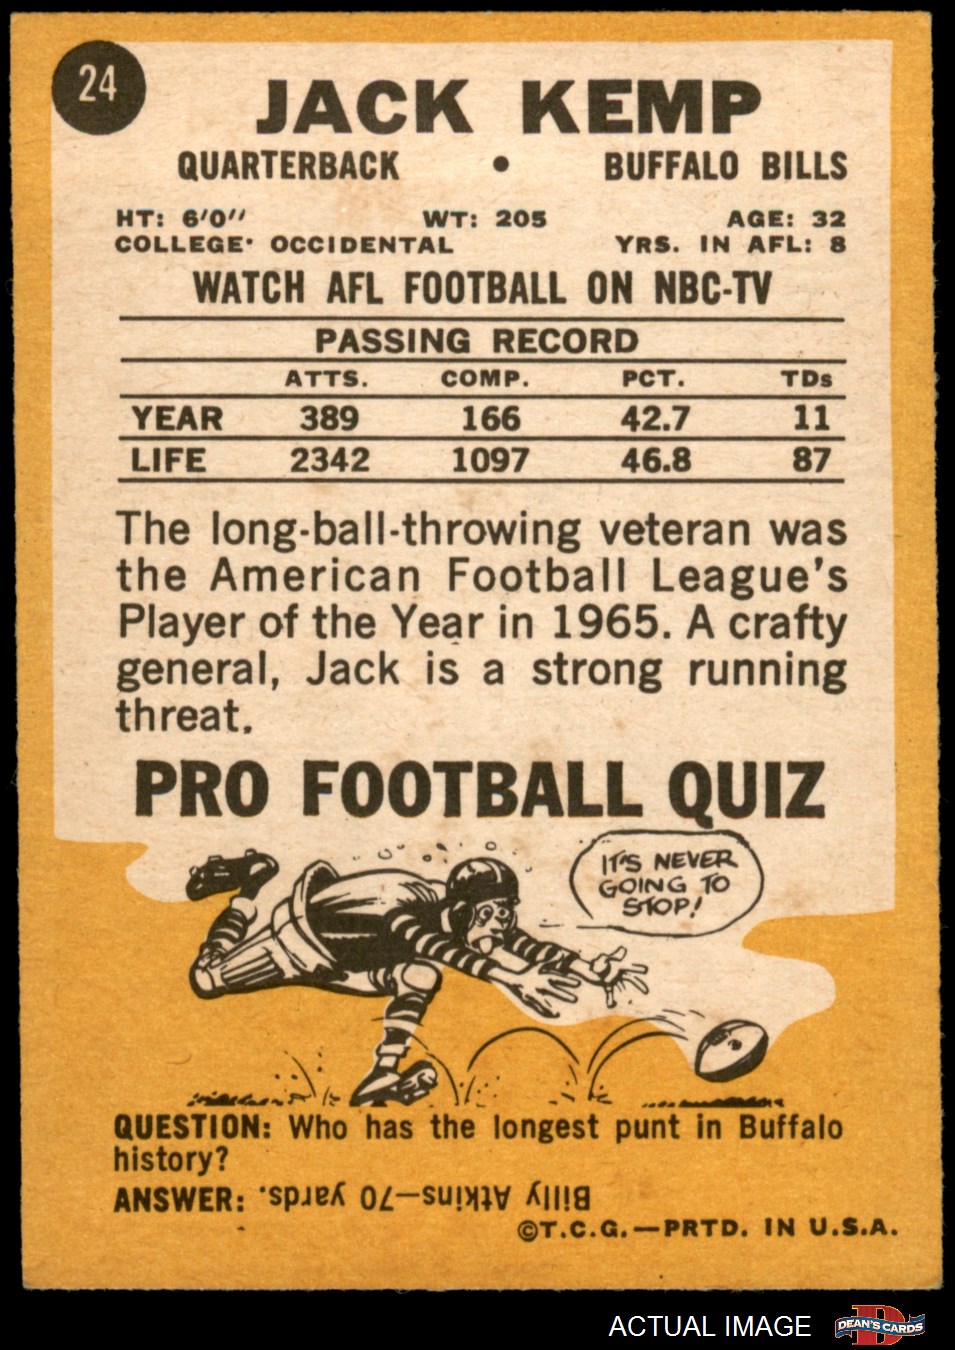 24
JACK KEMP
QUARTERBACK • BUFFALO BILLS
HT: 6'0'' WT: 205 AGE: 32
COLLEGE· OCCIDENTAL YRS. IN AFL: 8
WATCH AFL FOOTBALL ON NBC-TV
PASSING RECORD
ATTS. COMP. PCT. TDs
YEAR 389 166 42.7 11
LIFE 2342 1097 46.8 87
The long-ball-throwing veteran was
the American Football League's
Player of the Year in 1965. A crafty
general, Jack is a strong running
threat.
PRO FOOTBALL QUIZ
IT'S NEVER
GOING TO
STOP!
QUESTION: Who has the longest punt in Buffalo
history?
ANSWER: Billy Atkins—70 yards.
©T.C.G.—PRTD. IN U.S.A.
ACTUAL IMAGE
D
DEAN'S CARDS